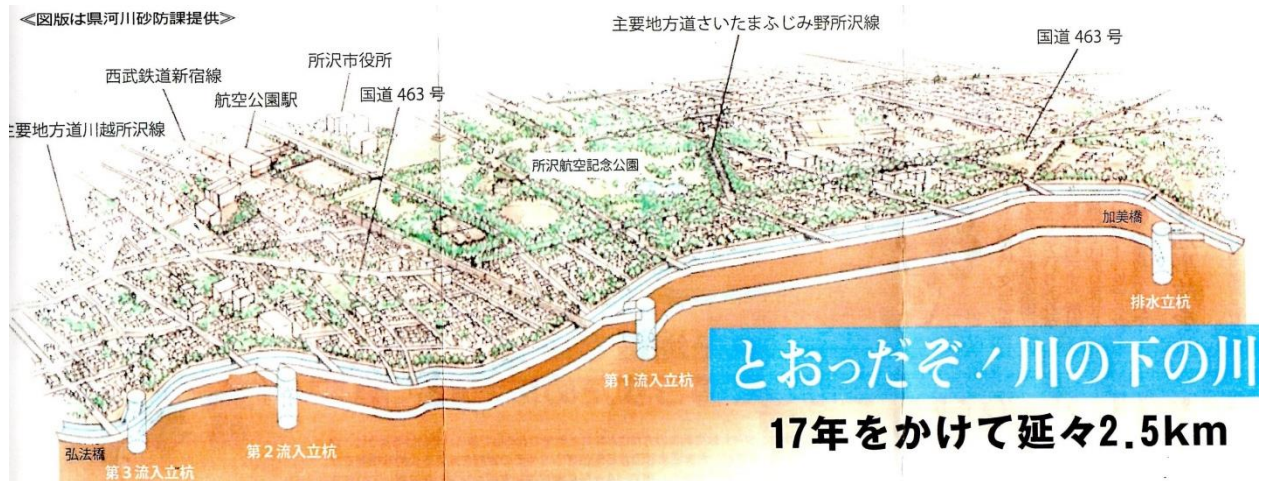 ≪図版は県河川砂防課提供≫
主要地方道さいたまふじみ野所沢線
国道463号
所沢市役所
西武鉄道新宿線
航空公園駅
国道463号
主要地方道川越所沢線
所沢航空記念公園
加美橋
排水立杭
第1流入立杭
とおっだぞ!川の下の川
17年をかけて延々2.5km
第2流入立杭
弘法橋
第3流入立杭